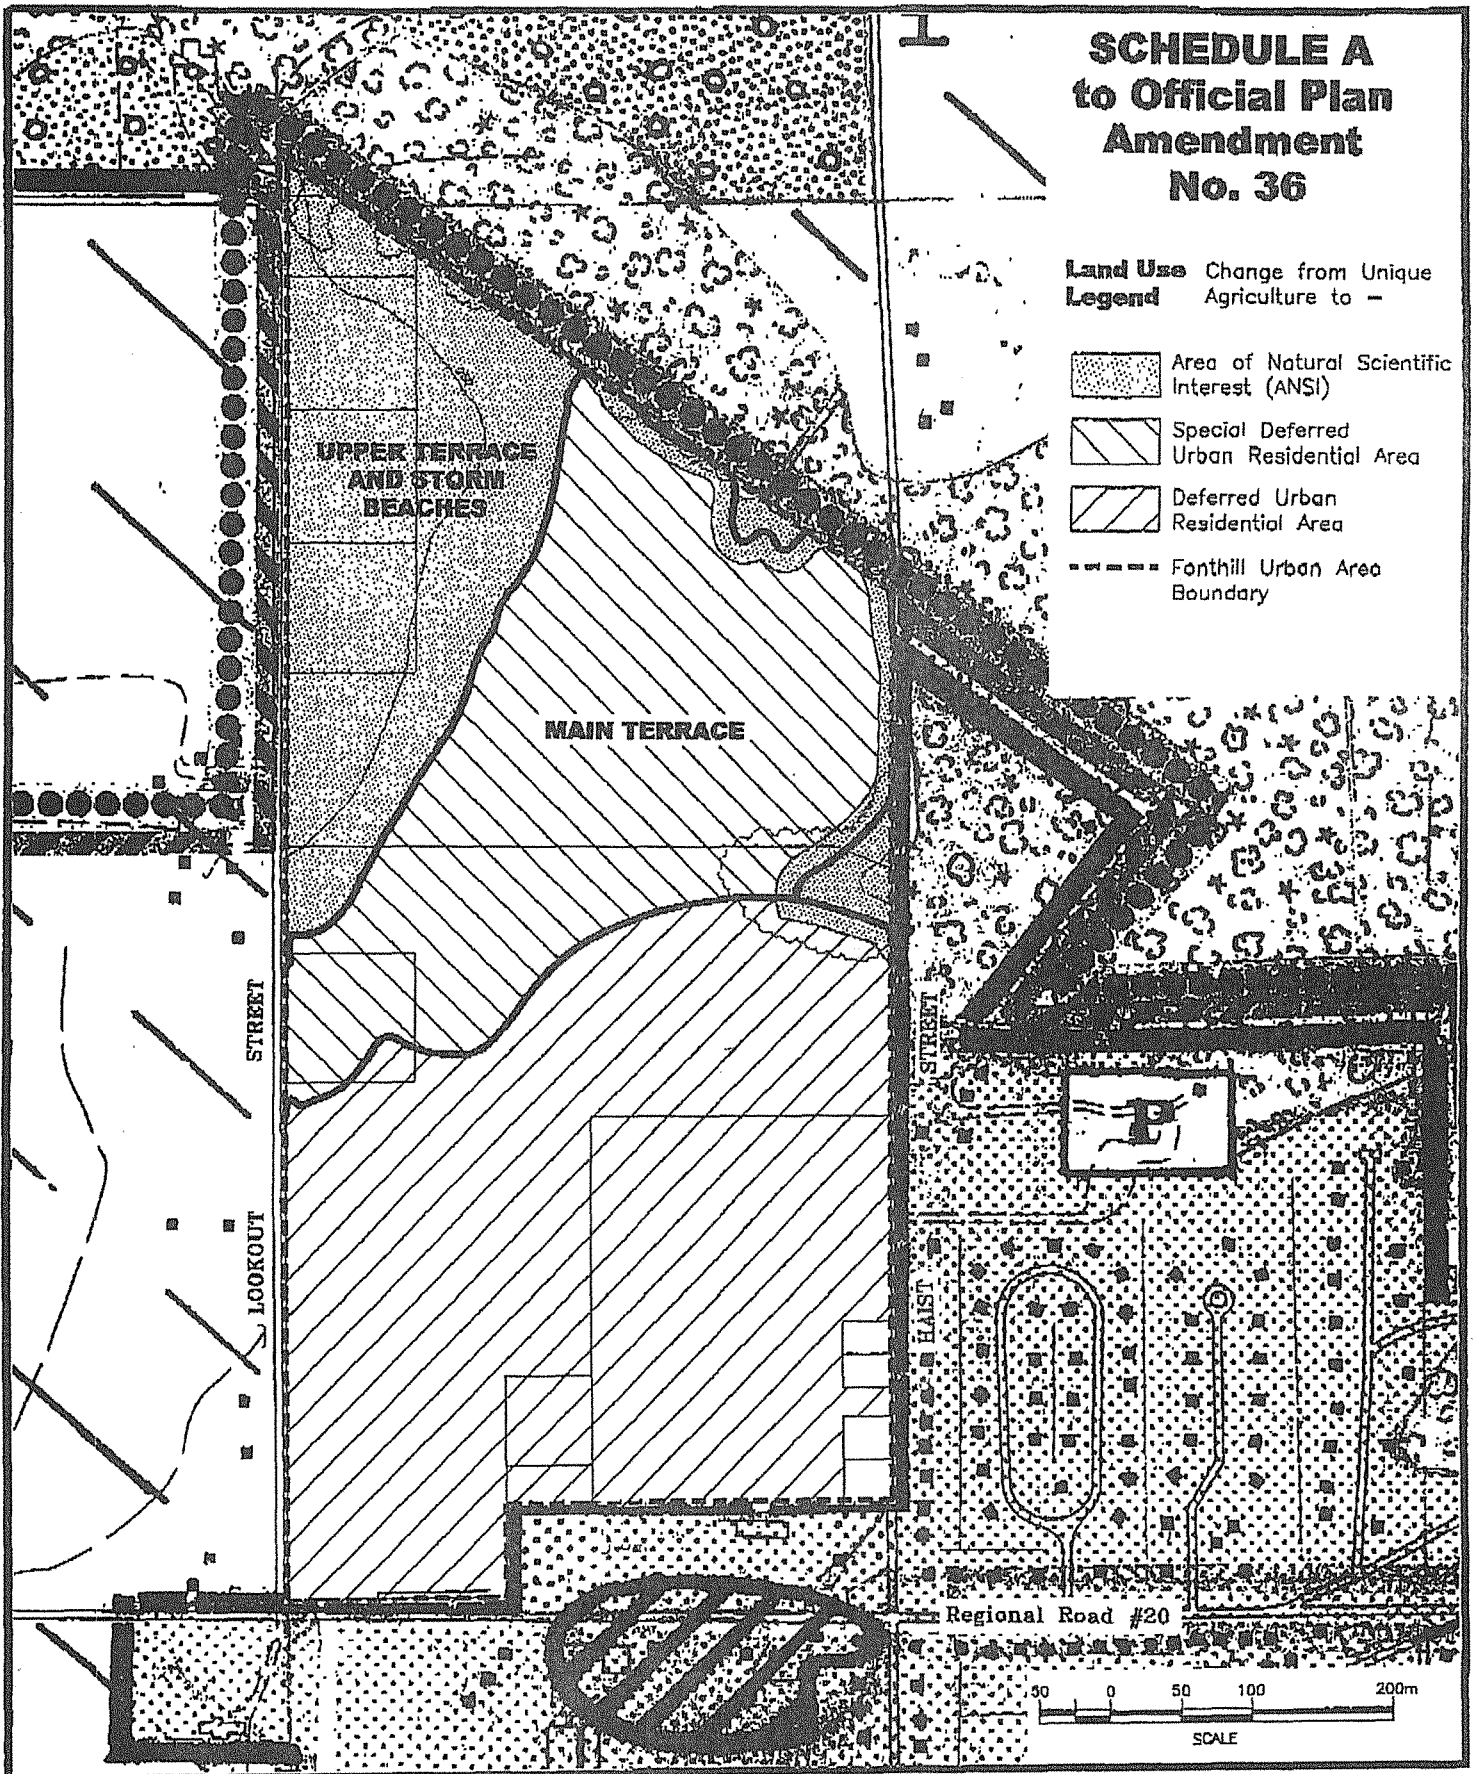 SCHEDULE A
to Official Plan
Amendment
No. 36
Land Use
Legend
Change from Unique
Agriculture to –
Area of Natural Scientific
Interest (ANSI)
Special Deferred
Urban Residential Area
Deferred Urban
Residential Area
Fonthill Urban Area
Boundary
UPPER TERRACE
AND STORM
BEACHES
MAIN TERRACE
STREET
LOOKOUT
STREET
HAIST
P
Regional Road #20
50 0 50 100 200m
SCALE